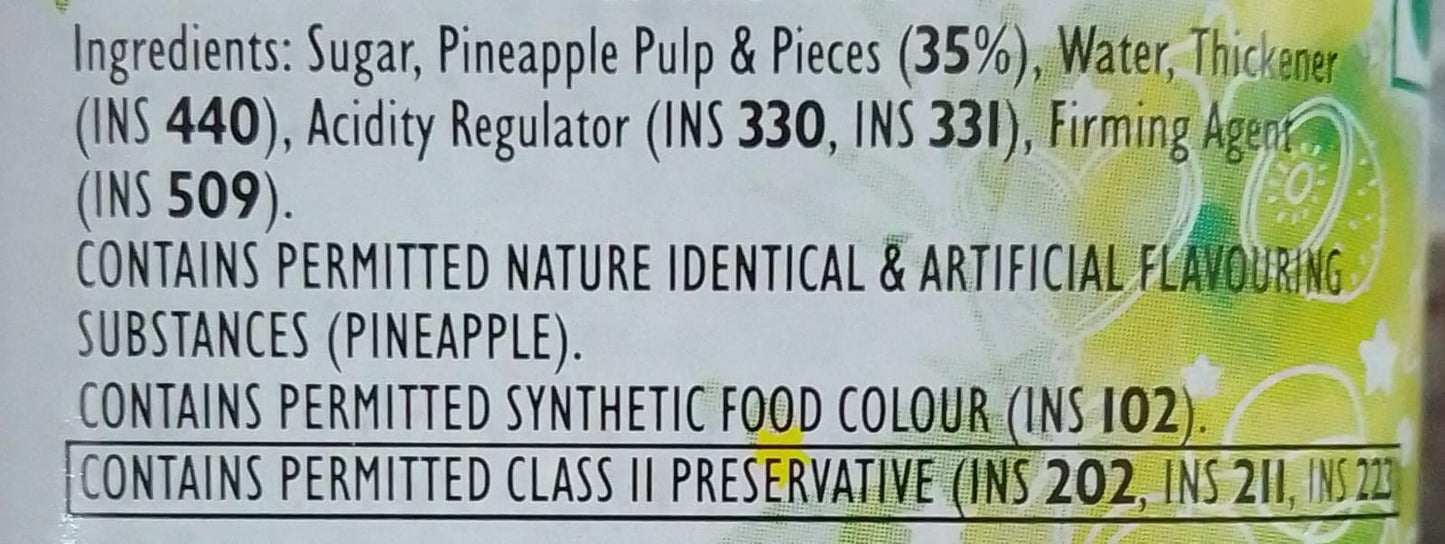 Ingredients: Sugar, Pineapple Pulp & Pieces (35%), Water, Thickener
(INS 440), Acidity Regulator (INS 330, INS 331), Firming Agent
(INS 509).
CONTAINS PERMITTED NATURE IDENTICAL & ARTIFICIAL FLAVOURING
SUBSTANCES (PINEAPPLE).
CONTAINS PERMITTED SYNTHETIC FOOD COLOUR (INS 102).
CONTAINS PERMITTED CLASS II PRESERVATIVE (INS 202, INS 211, INS 223